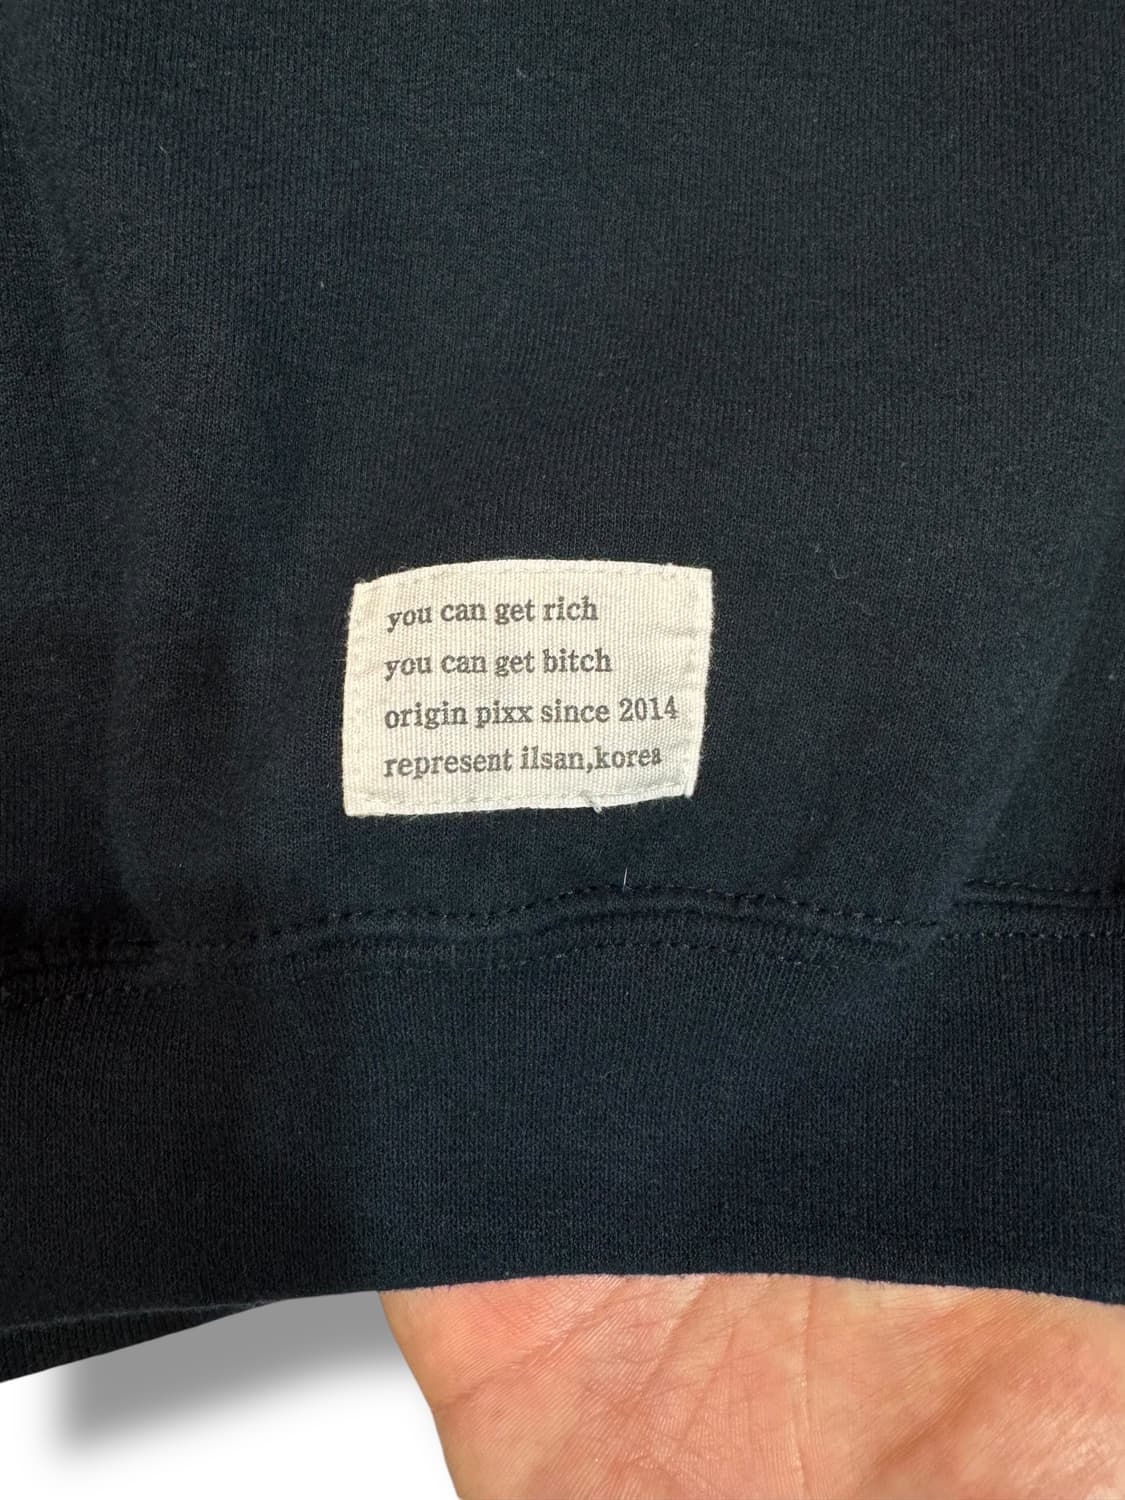 you can get rich
you can get bitch
origin pixx since 2014
represent ilsan,korea